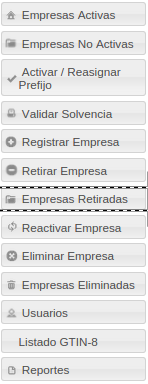 Empresas Activas
Empresas No Activas
Activar / Reasignar
Prefijo
Validar Solvencia
Registrar Empresa
Retirar Empresa
Empresas Retiradas
Reactivar Empresa
Eliminar Empresa
Empresas Eliminadas
Usuarios
Listado GTIN-8
Reportes